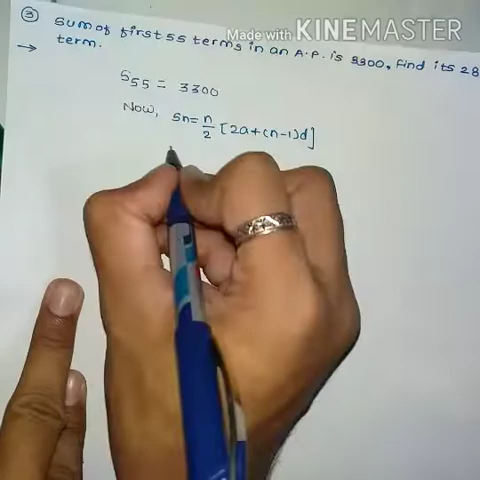 Made with KINEMASTER
③ Sum of first 55 terms in an A.P. is 3300, find its 28
→ term.
S55 = 3300
Now, Sn = n/2 [2a+(n-1)d]